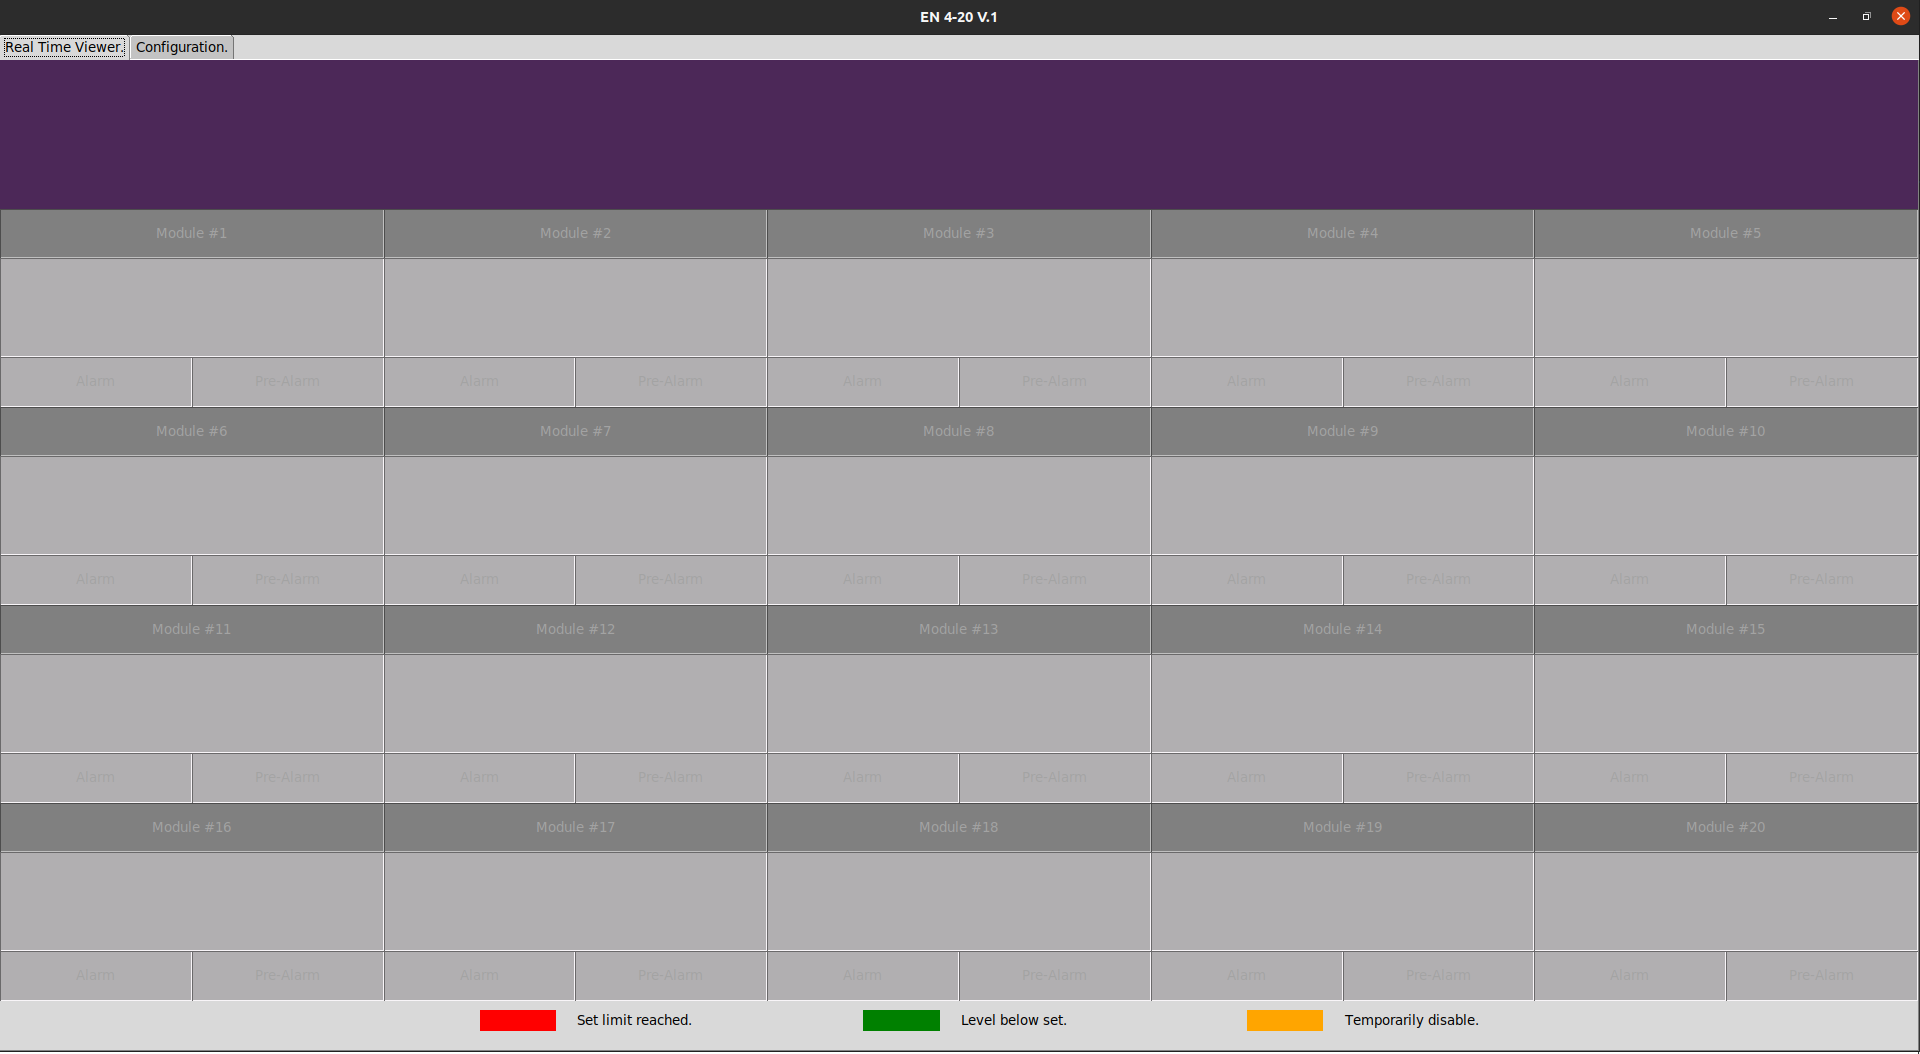 EN 4-20 V.1
Real Time Viewer. Configuration.
Module #1 Module #2 Module #3 Module #4 Module #5
Alarm Pre-Alarm Alarm Pre-Alarm Alarm Pre-Alarm Alarm Pre-Alarm Alarm Pre-Alarm
Module #6 Module #7 Module #8 Module #9 Module #10
Alarm Pre-Alarm Alarm Pre-Alarm Alarm Pre-Alarm Alarm Pre-Alarm Alarm Pre-Alarm
Module #11 Module #12 Module #13 Module #14 Module #15
Alarm Pre-Alarm Alarm Pre-Alarm Alarm Pre-Alarm Alarm Pre-Alarm Alarm Pre-Alarm
Module #16 Module #17 Module #18 Module #19 Module #20
Alarm Pre-Alarm Alarm Pre-Alarm Alarm Pre-Alarm Alarm Pre-Alarm Alarm Pre-Alarm
Set limit reached. Level below set. Temporarily disable.